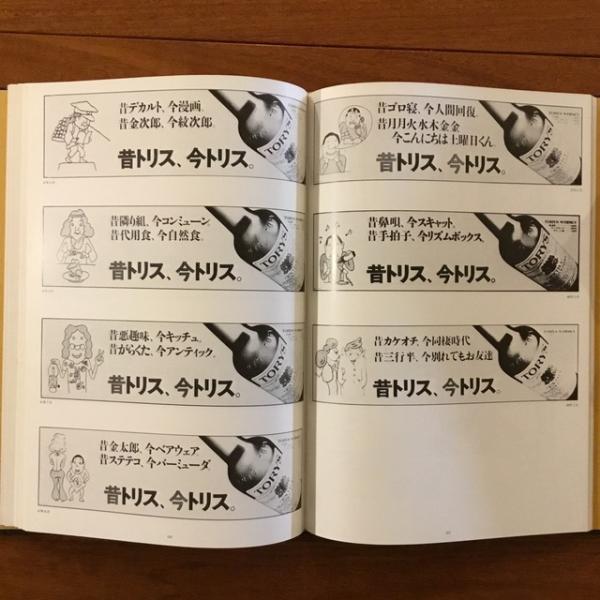 昔デカルト、今漫画。
昔金次郎、今紋次郎。
昔トリス、今トリス。
TORYS
昔隣り組、今コンミューン。
昔代用食、今自然食。
昔トリス、今トリス。
TORYS
昔悪趣味、今キッチュ。
昔がらくた、今アンティック。
昔トリス、今トリス。
TORYS
昔金太郎、今ベアウェア
昔ステテコ、今バーミューダ。
昔トリス、今トリス。
TORYS
昔ゴロ寝、今人間回復。
昔月月火水木金金
今こんにちは土曜日くん。
昔トリス、今トリス。
TORYS
昔鼻唄、今スキャット。
昔手拍子、今リズムボックス。
昔トリス、今トリス。
TORYS
昔カケオチ、今同棲時代
昔三行半、今別れてもお友達
昔トリス、今トリス。
TORYS